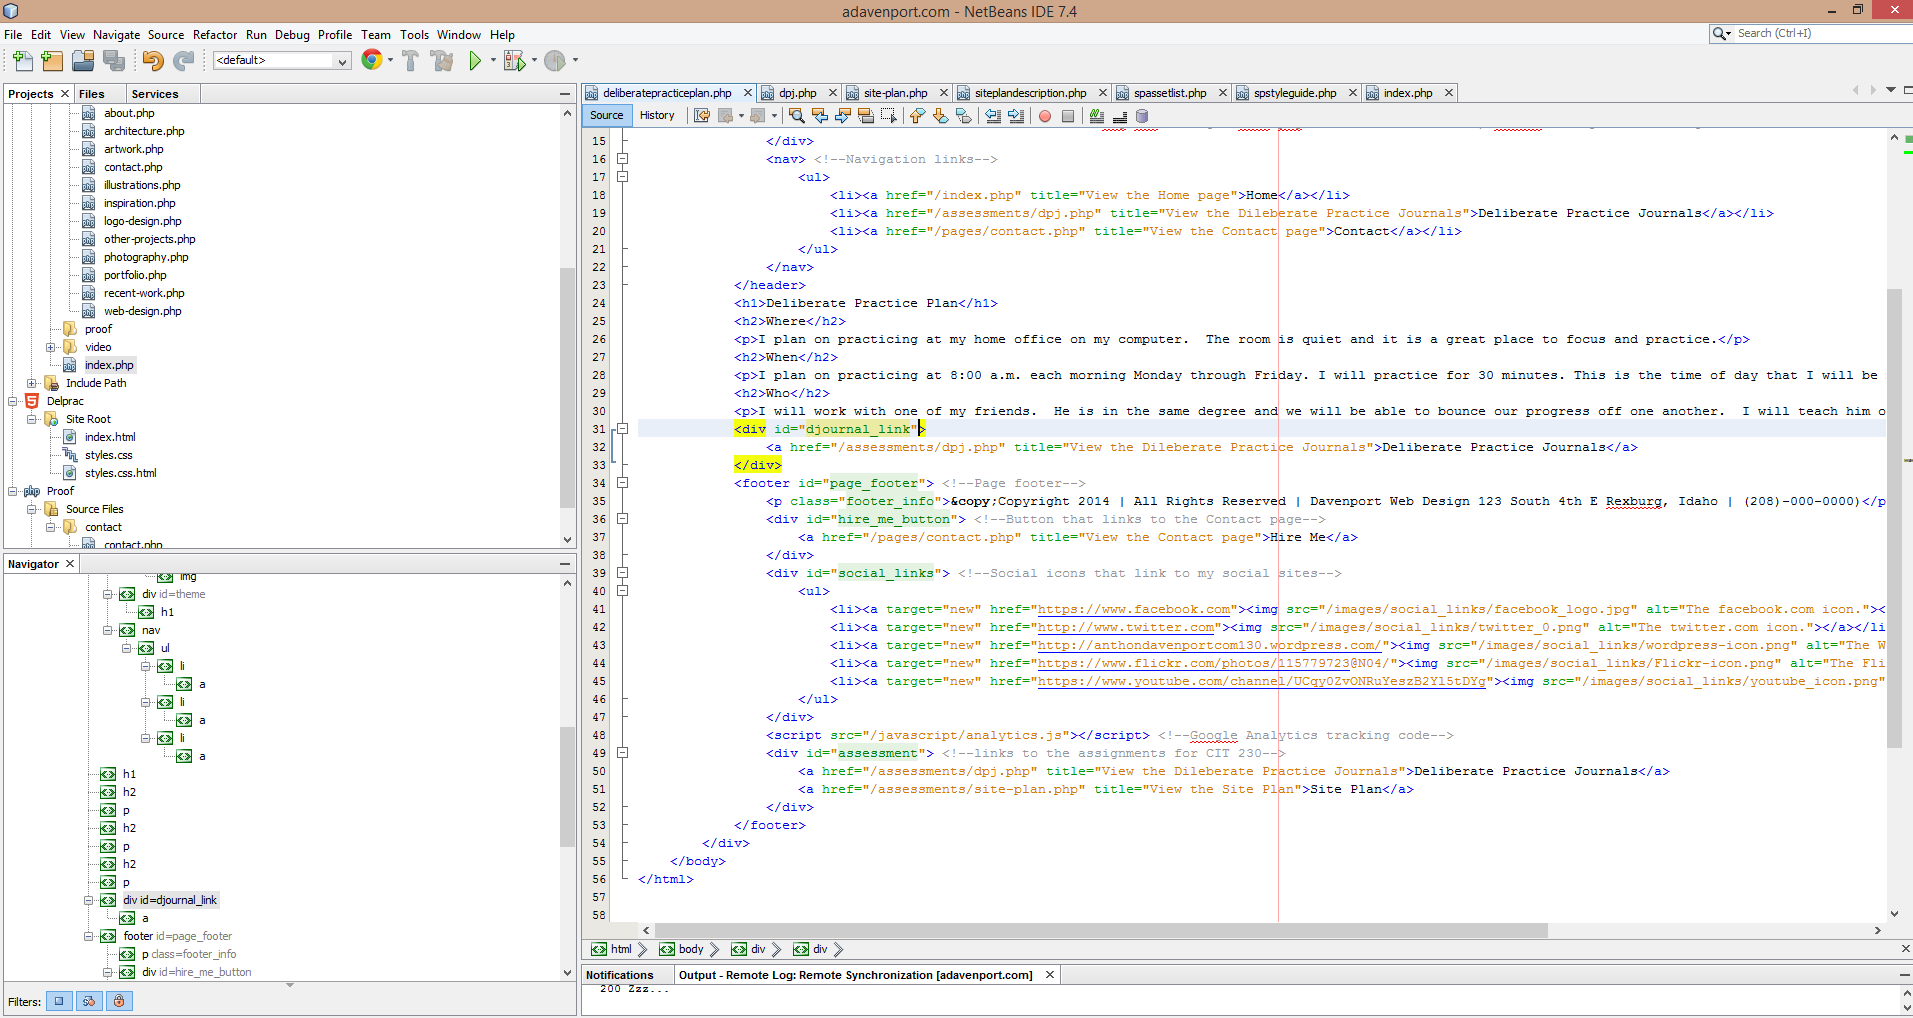 adavenport.com - NetBeans IDE 7.4
File Edit View Navigate Source Refactor Run Debug Profile Team Tools Window Help
Search (Ctrl+I)
<default>
Projects Files Services
about.php
architecture.php
artwork.php
contact.php
illustrations.php
inspiration.php
logo-design.php
other-projects.php
photography.php
portfolio.php
recent-work.php
web-design.php
proof
video
index.php
Include Path
Delprac
Site Root
index.html
styles.css
styles.css.html
Proof
Source Files
contact
contact.php
Navigator
img
div id=theme
h1
nav
ul
li
a
li
a
li
a
h1
h2
p
h2
p
h2
p
div id=djournal_link
a
footer id=page_footer
p class=footer_info
div id=hire_me_button
Filters:
deliberatepracticeplan.php dpj.php site-plan.php siteplandescription.php spassetlist.php spstyleguide.php index.php
Source History
15 </div>
16 <nav> <!--Navigation links-->
17 <ul>
18 <li><a href="/index.php" title="View the Home page">Home</a></li>
19 <li><a href="/assessments/dpj.php" title="View the Dileberate Practice Journals">Deliberate Practice Journals</a></li>
20 <li><a href="/pages/contact.php" title="View the Contact page">Contact</a></li>
21 </ul>
22 </nav>
23 </header>
24 <h1>Deliberate Practice Plan</h1>
25 <h2>Where</h2>
26 <p>I plan on practicing at my home office on my computer.  The room is quiet and it is a great place to focus and practice.</p>
27 <h2>When</h2>
28 <p>I plan on practicing at 8:00 a.m. each morning Monday through Friday. I will practice for 30 minutes. This is the time of day that I will be
29 <h2>Who</h2>
30 <p>I will work with one of my friends.  He is in the same degree and we will be able to bounce our progress off one another.  I will teach him o
31 <div id="djournal_link">
32 <a href="/assessments/dpj.php" title="View the Dileberate Practice Journals">Deliberate Practice Journals</a>
33 </div>
34 <footer id="page_footer"> <!--Page footer-->
35 <p class="footer_info">&copy;Copyright 2014 | All Rights Reserved | Davenport Web Design 123 South 4th E Rexburg, Idaho | (208)-000-0000)</p
36 <div id="hire_me_button"> <!--Button that links to the Contact page-->
37 <a href="/pages/contact.php" title="View the Contact page">Hire Me</a>
38 </div>
39 <div id="social_links"> <!--Social icons that link to my social sites-->
40 <ul>
41 <li><a target="new" href="https://www.facebook.com"><img src="/images/social_links/facebook_logo.jpg" alt="The facebook.com icon."><
42 <li><a target="new" href="http://www.twitter.com"><img src="/images/social_links/twitter_0.png" alt="The twitter.com icon."></a></li
43 <li><a target="new" href="http://anthondavenportcom130.wordpress.com/"><img src="/images/social_links/wordpress-icon.png" alt="The W
44 <li><a target="new" href="https://www.flickr.com/photos/115779723@N04/"><img src="/images/social_links/Flickr-icon.png" alt="The Fli
45 <li><a target="new" href="https://www.youtube.com/channel/UCqy0ZvONRuYeszB2Yl5tDYg"><img src="/images/social_links/youtube_icon.png"
46 </ul>
47 </div>
48 <script src="/javascript/analytics.js"></script> <!--Google Analytics tracking code-->
49 <div id="assessment"> <!--links to the assignments for CIT 230-->
50 <a href="/assessments/dpj.php" title="View the Dileberate Practice Journals">Deliberate Practice Journals</a>
51 <a href="/assessments/site-plan.php" title="View the Site Plan">Site Plan</a>
52 </div>
53 </footer>
54 </div>
55 </body>
56 </html>
57
58
html body div div
Notifications Output - Remote Log: Remote Synchronization [adavenport.com]
200 Zzz...